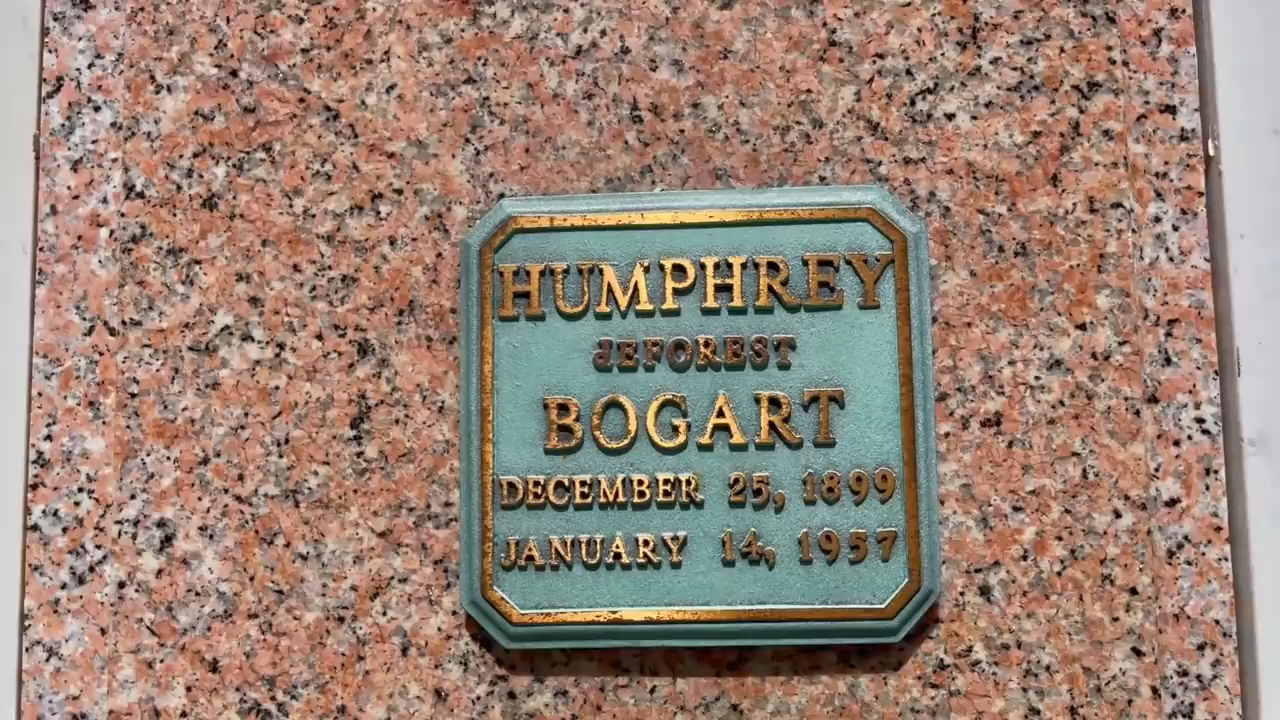 HUMPHREY
dEFOREST
BOGART
DECEMBER 25, 1899
JANUARY 14, 1957